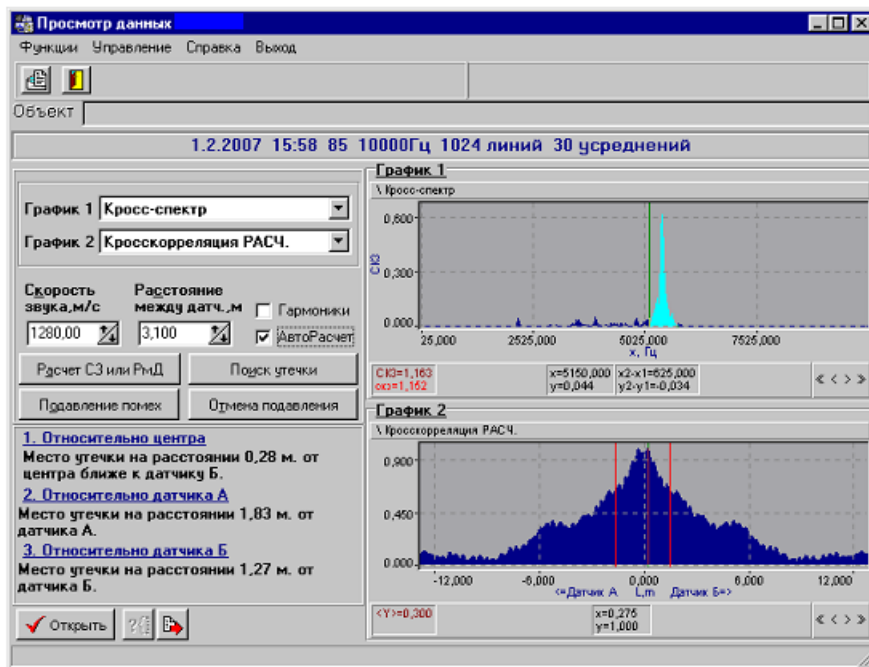 Просмотр данных
Функции Управление Справка Выход
Объект
1.2.2007 15:58 85 10000Гц 1024 линий 30 усреднений
График 1 Кросс-спектр
График 2 Кросскорреляция РАСЧ.
Скорость звука,м/с
Расстояние между датч.,м
Гармоники
1280,00
3,100
АвтоРасчет
Расчет СЗ или РмД
Поиск утечки
Подавление помех
Отмена подавления
1. Относительно центра
Место утечки на расстоянии 0,28 м. от
центра ближе к датчику Б.
2. Относительно датчика А
Место утечки на расстоянии 1,83 м. от
датчика А.
3. Относительно датчика Б
Место утечки на расстоянии 1,27 м. от
датчика Б.
Открыть
График 1
\ Кросс-спектр
0,600
0,300
0,000
СКЗ
25,000 2525,000 5025,000 7525,000
x, Гц
СКЗ=1,163
окз=1,162
x=5150,000
y=0,044
x2-x1=625,000
y2-y1=-0,034
< < > >
График 2
\ Кросскорреляция РАСЧ.
0,900
0,450
0,000
-12,000 -6,000 0,000 6,000 12,000
<=Датчик А L,m Датчик Б=>
<Y>=0,300
x=0,275
y=1,000
< < > >